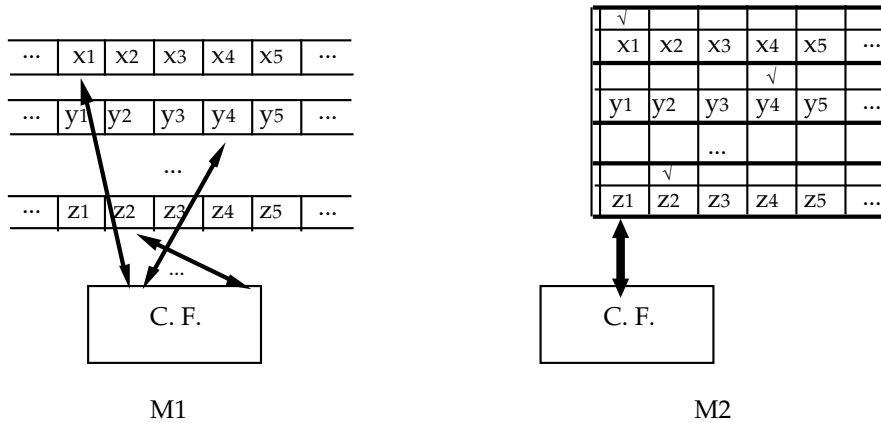 ... x1 x2 x3 x4 x5 ...
... y1 y2 y3 y4 y5 ...
...
... z1 z2 z3 z4 z5 ...
...
C. F.
M1
√
x1 x2 x3 x4 x5 ...
√
y1 y2 y3 y4 y5 ...
...
√
z1 z2 z3 z4 z5 ...
C. F.
M2